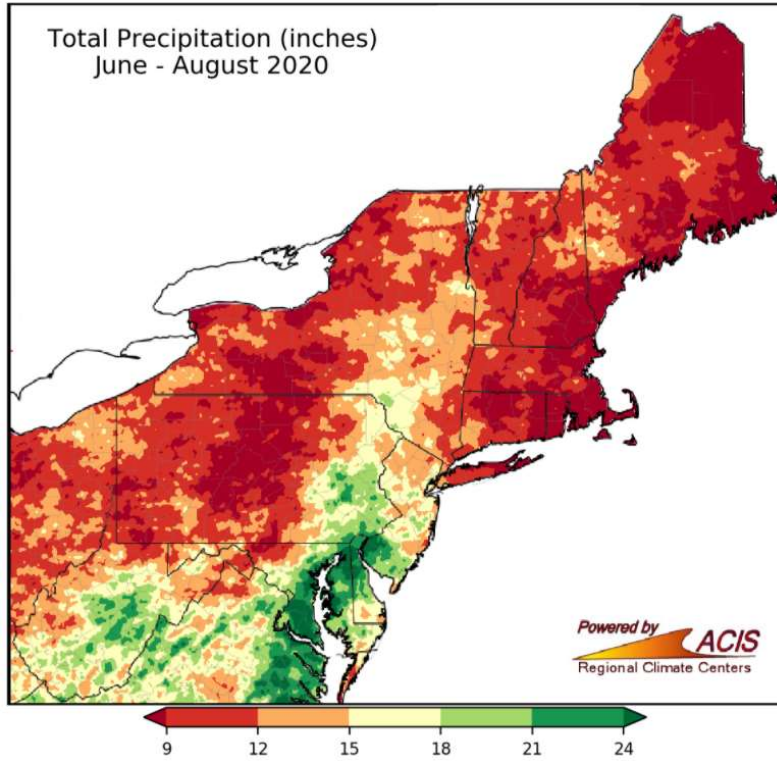 Total Precipitation (inches)
June - August 2020
Powered by
ACIS
Regional Climate Centers
9 12 15 18 21 24